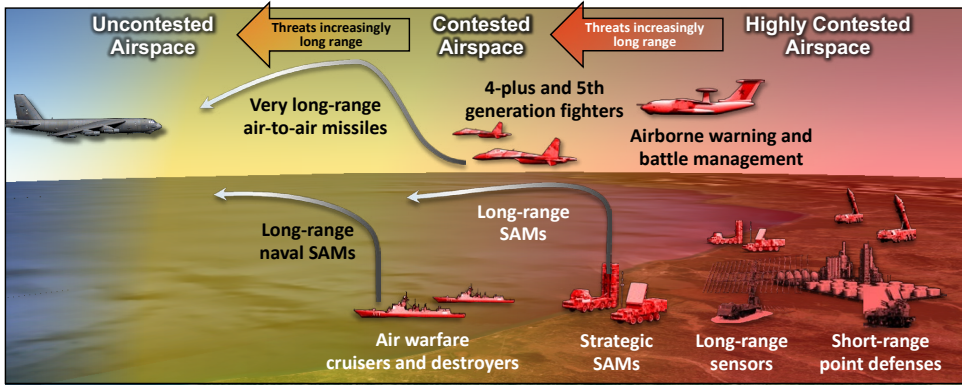 Uncontested
Airspace
Threats increasingly
long range
Contested
Airspace
Threats increasingly
long range
Highly Contested
Airspace
Very long-range
air-to-air missiles
4-plus and 5th
generation fighters
Airborne warning and
battle management
Long-range
naval SAMs
Long-range
SAMs
Air warfare
cruisers and destroyers
Strategic
SAMs
Long-range
sensors
Short-range
point defenses